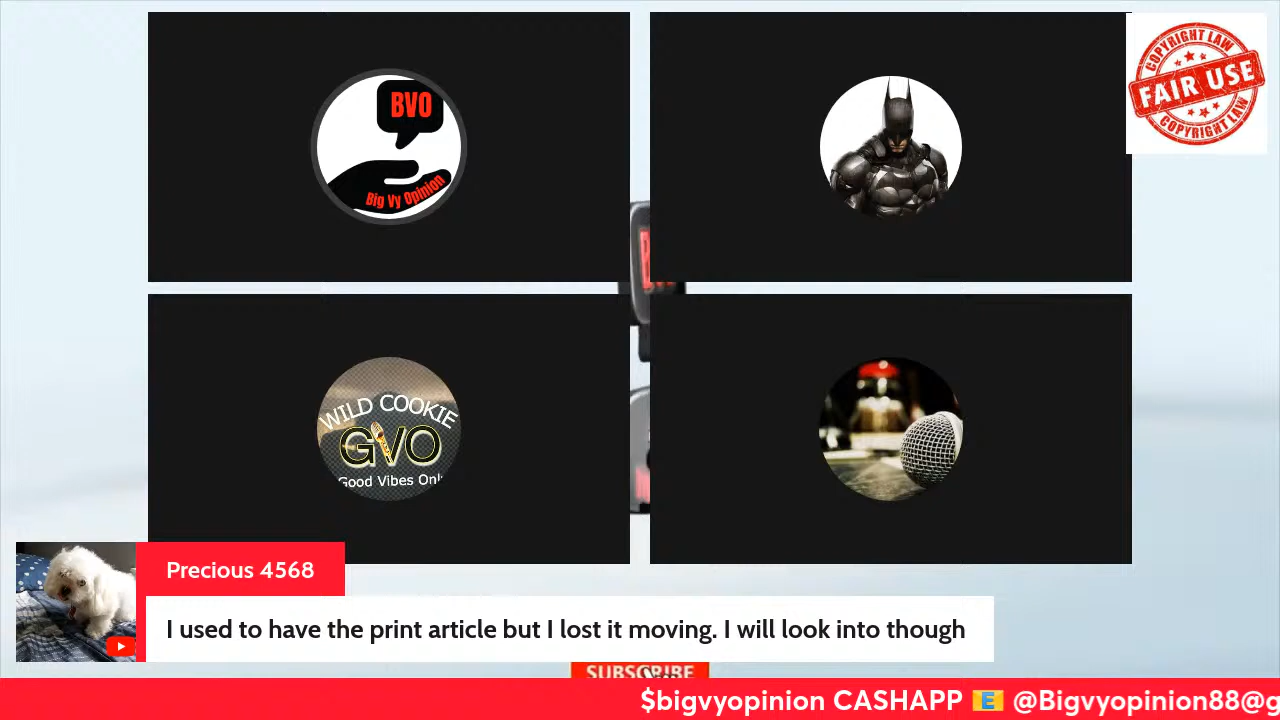 BVO
Big Vy Opinion
COPYRIGHT LAW
FAIR USE
COPYRIGHT LAW
WILD COOKIE
GVO
Good Vibes Onl
Precious 4568
I used to have the print article but I lost it moving. I will look into though
SUBSCRIBE
$bigvyopinion CASHAPP 📧 @Bigvyopinion88@g